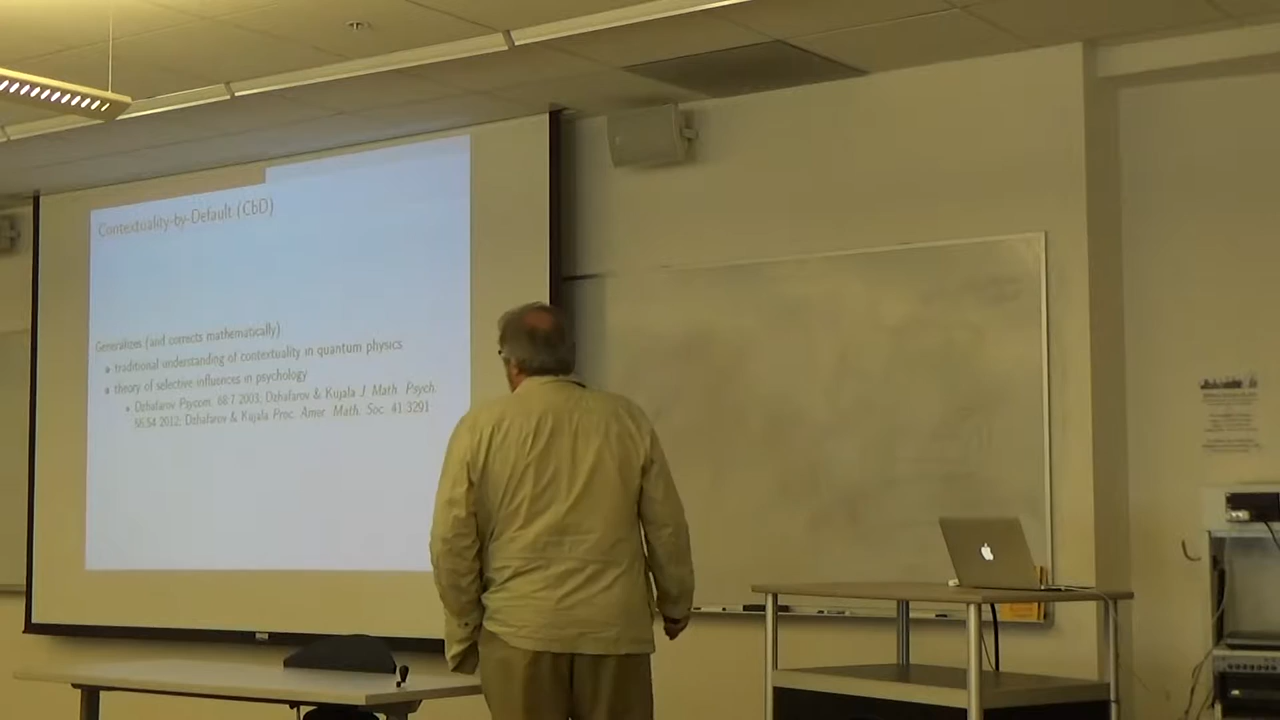 Contextuality-by-Default (CbD)
Generalizes (and corrects mathematically)
traditional understanding of contextuality in quantum physics
theory of selective influences in psychology
Dzhafarov Psycom. 68:7 2003; Dzhafarov & Kujala J. Math. Psych.
56:54 2012; Dzhafarov & Kujala Proc. Amer. Math. Soc. 41:3291